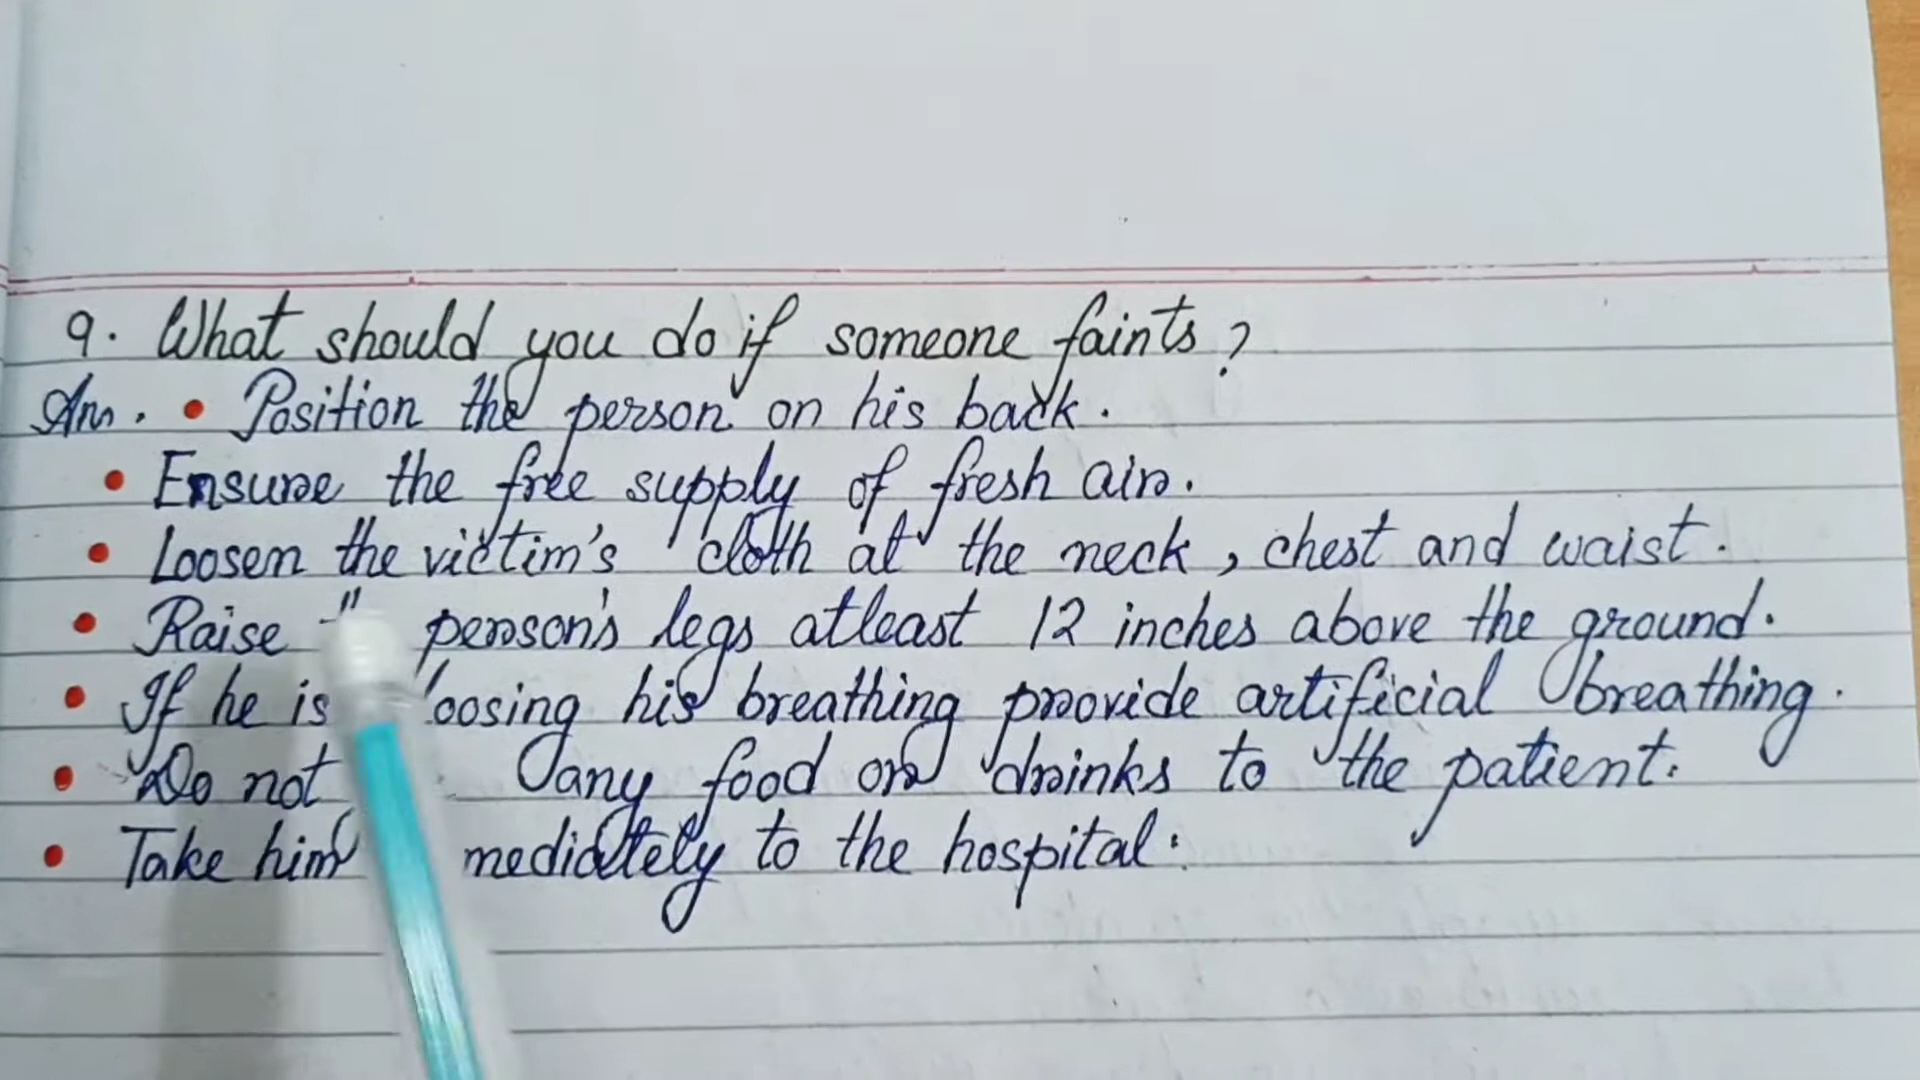 9. What should you do if someone faints?
Ans. • Position the person on his back.
• Ensure the free supply of fresh air.
• Loosen the victim's cloth at the neck, chest and waist.
• Raise person's legs atleast 12 inches above the ground.
• If he is loosing his breathing provide artificial breathing.
• Do not any food or drinks to the patient.
• Take him mediately to the hospital.